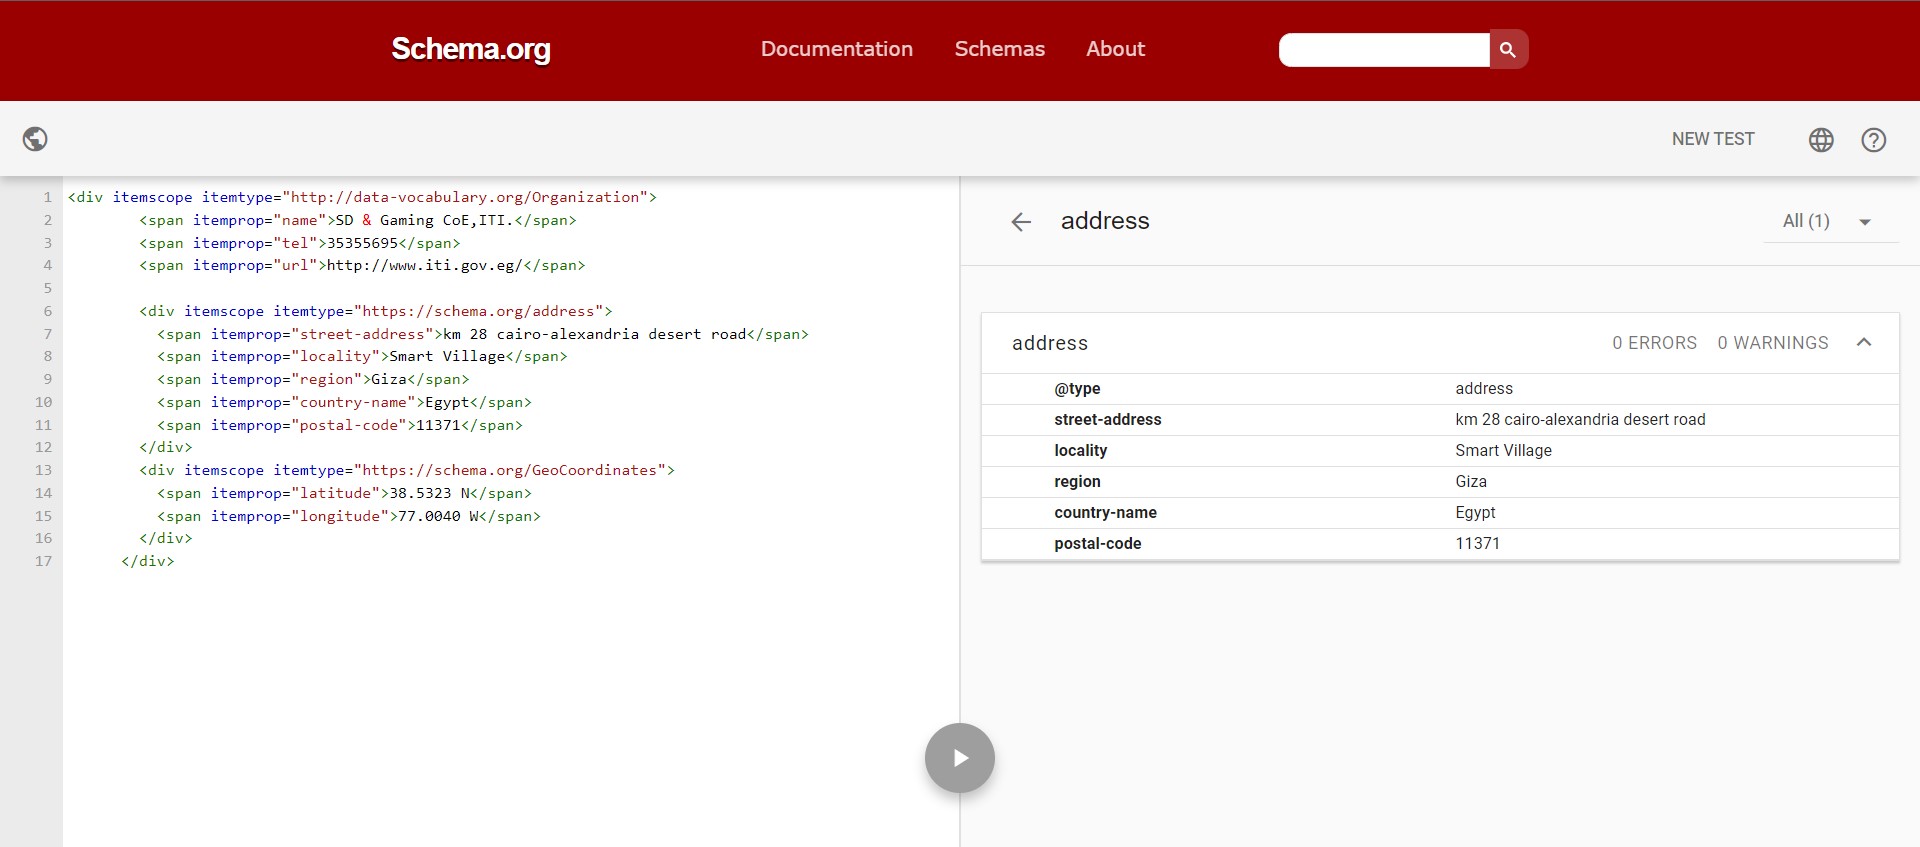 Schema.org
Documentation Schemas About
NEW TEST
1 <div itemscope itemtype="http://data-vocabulary.org/Organization">
2 <span itemprop="name">SD & Gaming CoE,ITI.</span>
3 <span itemprop="tel">35355695</span>
4 <span itemprop="url">http://www.iti.gov.eg/</span>
5
6 <div itemscope itemtype="https://schema.org/address">
7 <span itemprop="street-address">km 28 cairo-alexandria desert road</span>
8 <span itemprop="locality">Smart Village</span>
9 <span itemprop="region">Giza</span>
10 <span itemprop="country-name">Egypt</span>
11 <span itemprop="postal-code">11371</span>
12 </div>
13 <div itemscope itemtype="https://schema.org/GeoCoordinates">
14 <span itemprop="latitude">38.5323 N</span>
15 <span itemprop="longitude">77.0040 W</span>
16 </div>
17 </div>
address All (1)
address 0 ERRORS 0 WARNINGS
@type address
street-address km 28 cairo-alexandria desert road
locality Smart Village
region Giza
country-name Egypt
postal-code 11371